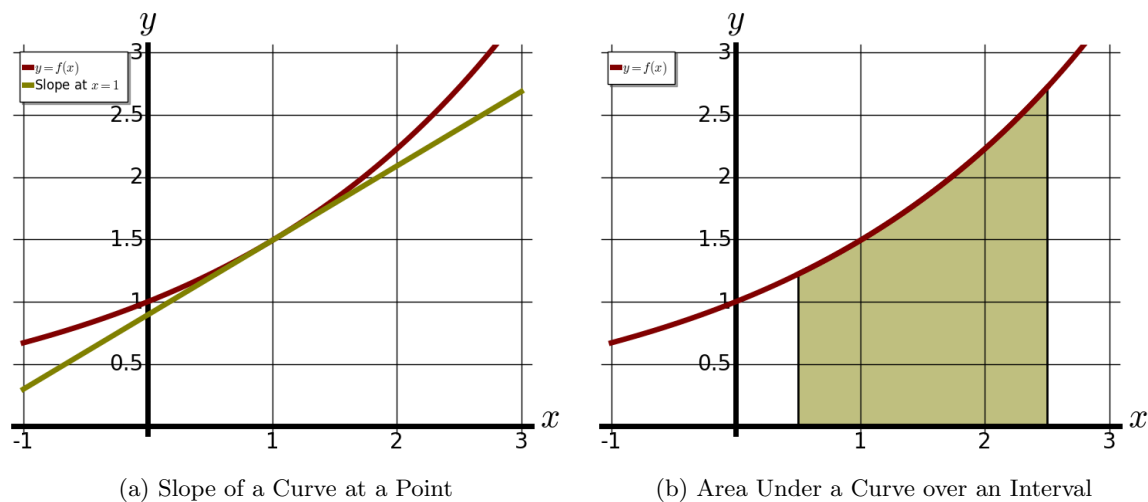 y
3
y = f(x)
Slope at x = 1
2.5
2
1.5
1
0.5
-1
1
2
3
x
(a) Slope of a Curve at a Point
y
3
y = f(x)
2.5
2
1.5
1
0.5
-1
1
2
3
x
(b) Area Under a Curve over an Interval